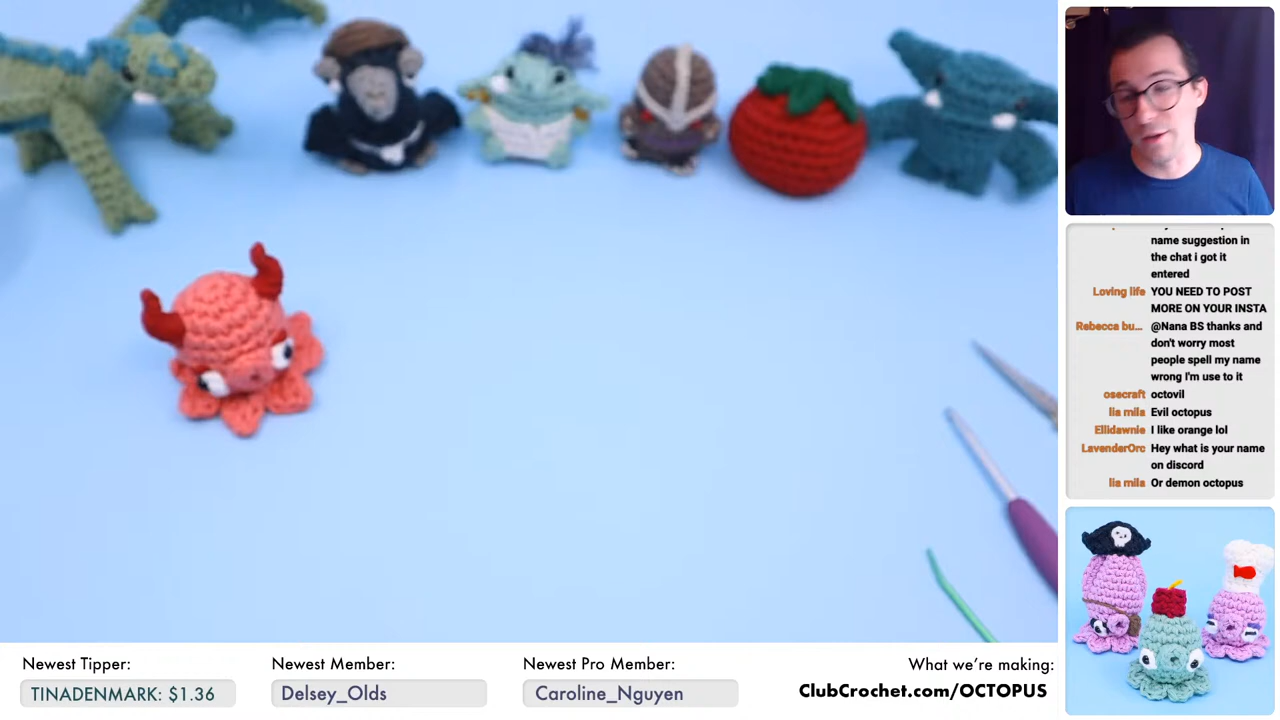 name suggestion in
the chat i got it
entered
Loving life YOU NEED TO POST
MORE ON YOUR INSTA
Rebecca bu... @Nana BS thanks and
don't worry most
people spell my name
wrong I'm use to it
osecraft octovil
lia mila Evil octopus
Ellidawnie I like orange lol
LavenderOrc Hey what is your name
on discord
lia mila Or demon octopus
Newest Tipper:
TINADENMARK: $1.36
Newest Member:
Delsey_Olds
Newest Pro Member:
Caroline_Nguyen
What we're making:
ClubCrochet.com/OCTOPUS